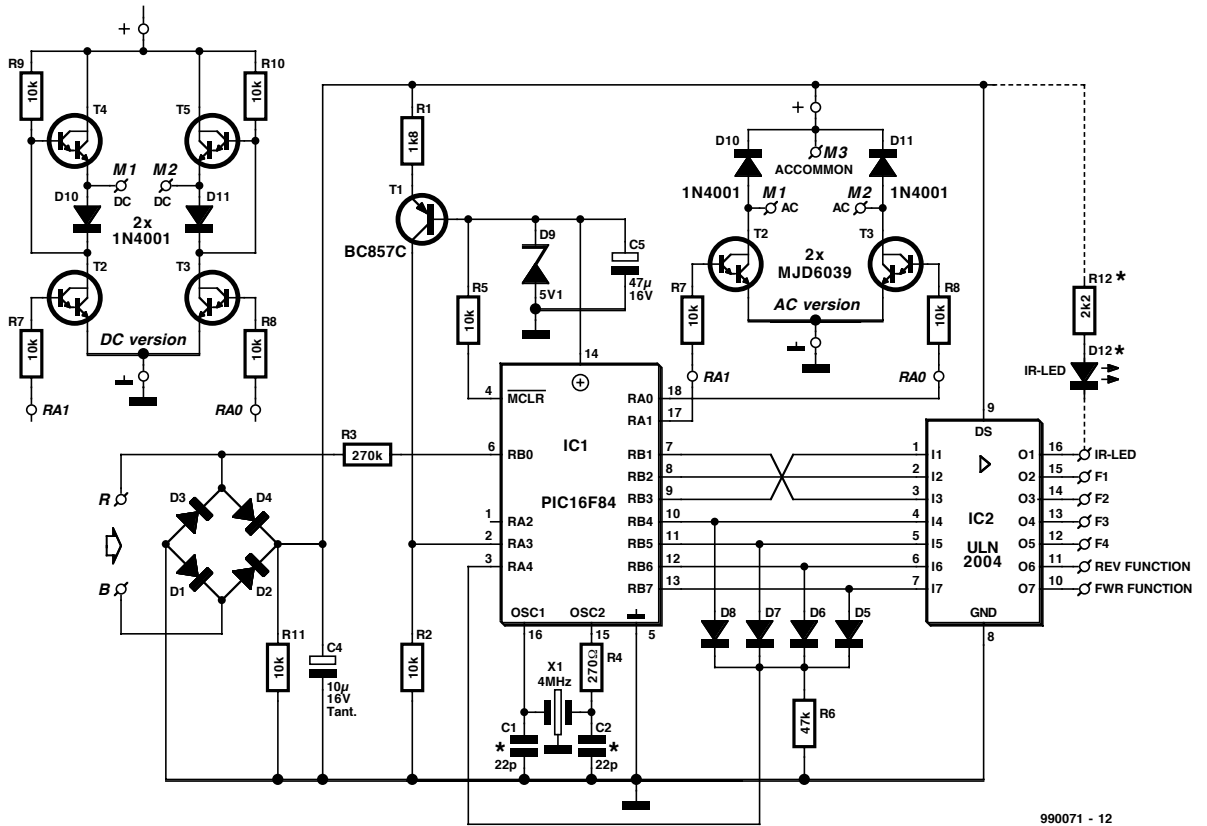 +
R9
10k
T4
T5
R10
10k
M1
DC
M2
DC
D10
D11
2x
1N4001
T2
T3
R7
10k
R8
10k
DC version
RA1
RA0
R1
1k8
T1
BC857C
R5
10k
D9
5V1
C5
47µ
16V
+
D10
M3
ACCOMMON
D11
1N4001
1N4001
M1
AC
M2
AC
T2
T3
2x
MJD6039
R7
10k
R8
10k
AC version
RA1
RA0
R12 *
2k2
D12 *
IR-LED
R3
270k
R
B
D3
D4
D1
D2
R11
10k
C4
10µ
16V
Tant.
R2
10k
14
+
4
MCLR
6
RB0
1
RA2
2
RA3
3
RA4
IC1
PIC16F84
RA0
18
RA1
17
RB1
7
RB2
8
RB3
9
RB4
10
RB5
11
RB6
12
RB7
13
OSC1
OSC2
16
15
5
R4
270Ω
X1
4MHz
C1
*
22p
C2
*
22p
D8
D7
D6
D5
R6
47k
9
DS
1
I1
2
I2
3
I3
4
I4
5
I5
6
I6
7
I7
IC2
ULN
2004
O1
16
IR-LED
O2
15
F1
O3
14
F2
O4
13
F3
O5
12
F4
O6
11
REV FUNCTION
O7
10
FWR FUNCTION
GND
8
990071 - 12